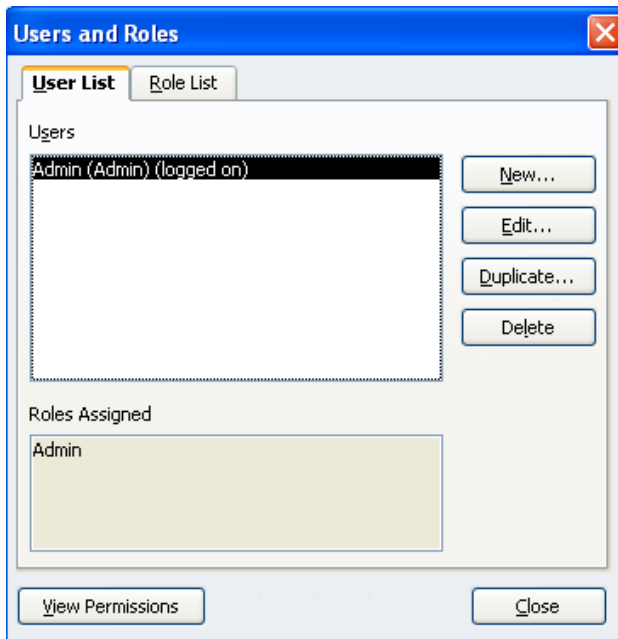 Users and Roles
User List
Role List
Users
Admin (Admin) (logged on)
New...
Edit...
Duplicate...
Delete
Roles Assigned
Admin
View Permissions
Close